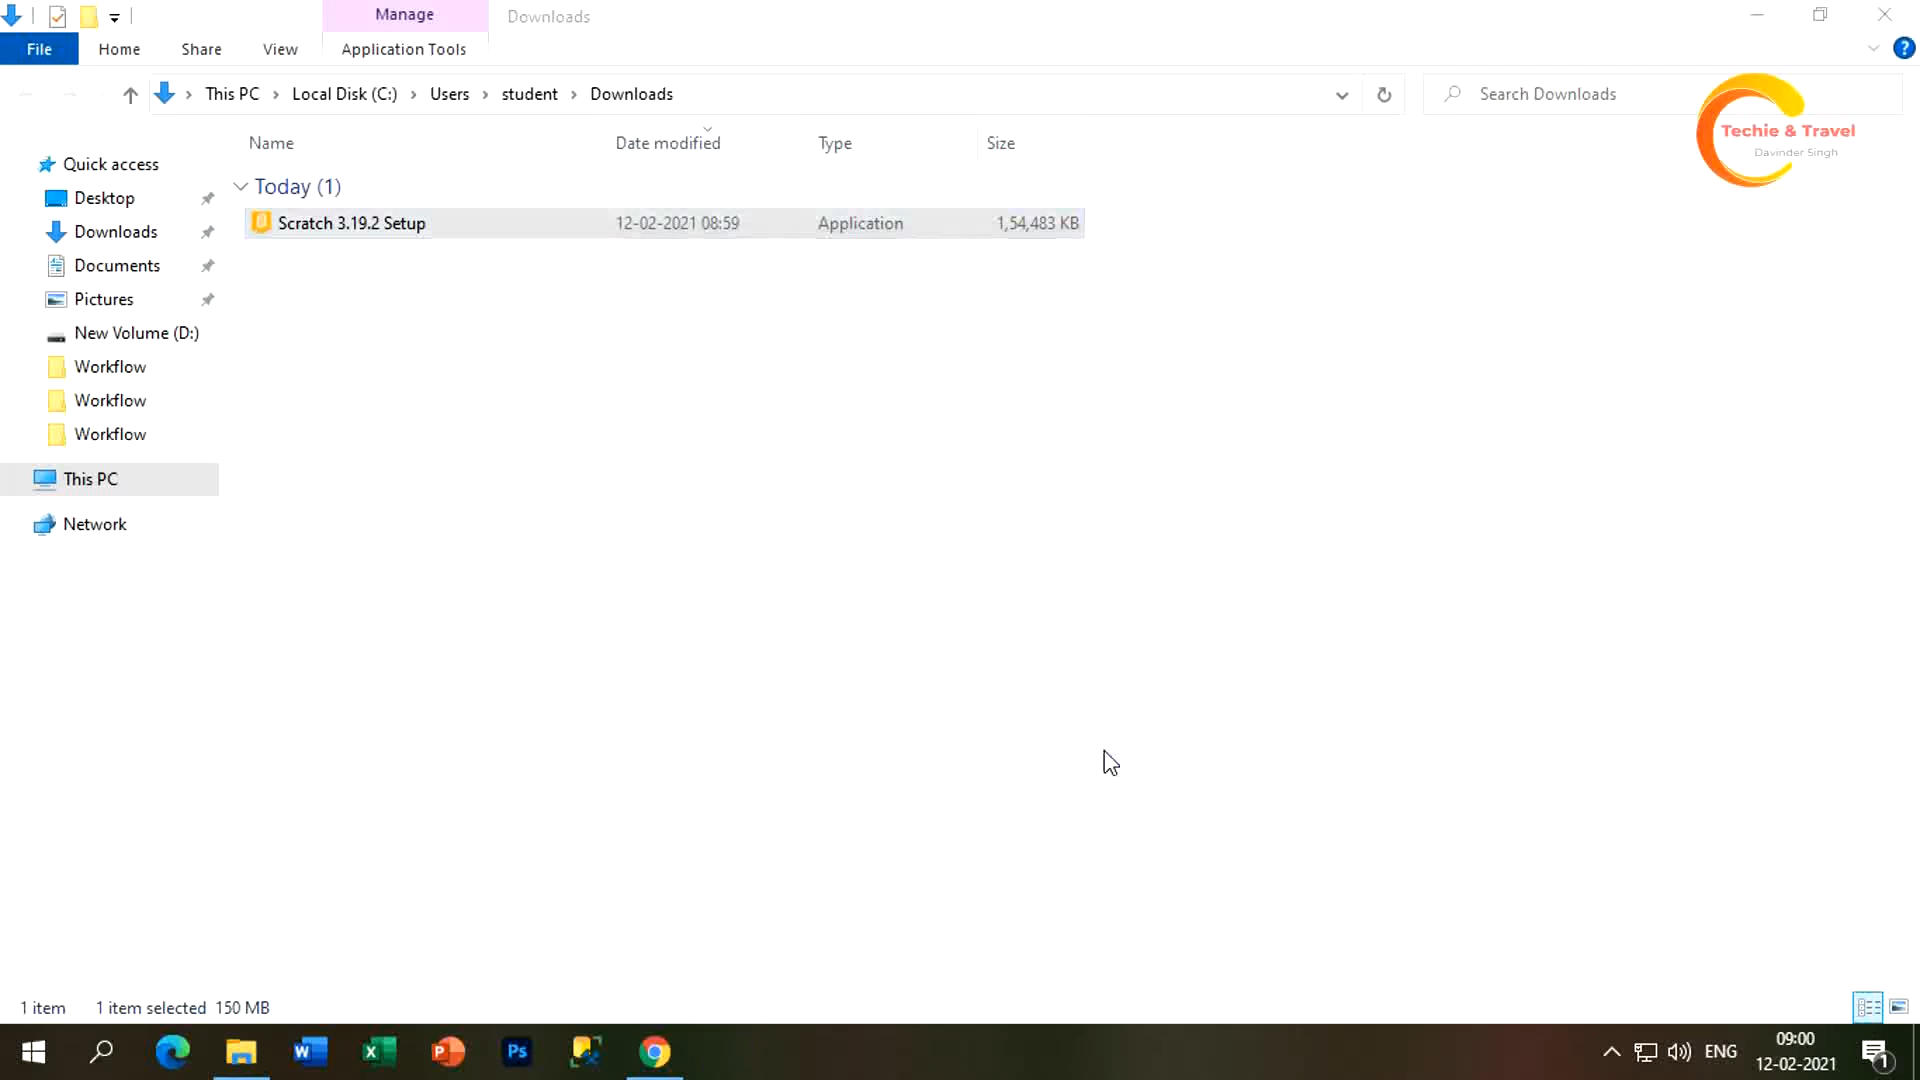 Manage
Downloads
File
Home
Share
View
Application Tools
This PC
Local Disk (C:)
Users
student
Downloads
Search Downloads
Techie & Travel
Davinder Singh
Name
Date modified
Type
Size
Quick access
Desktop
Downloads
Documents
Pictures
New Volume (D:)
Workflow
Workflow
Workflow
This PC
Network
Today (1)
Scratch 3.19.2 Setup
12-02-2021 08:59
Application
1,54,483 KB
1 item
1 item selected 150 MB
ENG
09:00
12-02-2021
1